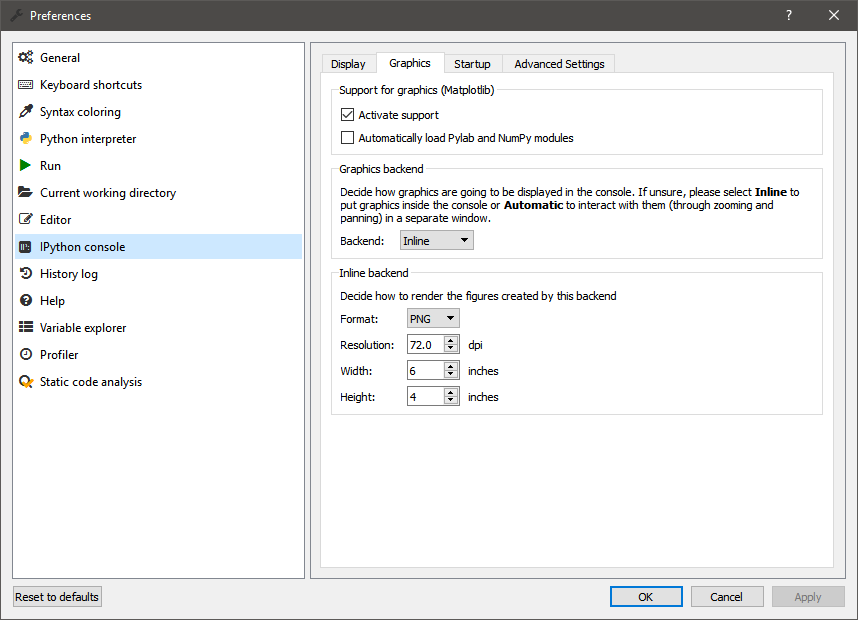 Preferences
?
General
Keyboard shortcuts
Syntax coloring
Python interpreter
Run
Current working directory
Editor
IPython console
History log
Help
Variable explorer
Profiler
Static code analysis
Display Graphics Startup Advanced Settings
Support for graphics (Matplotlib)
Activate support
Automatically load Pylab and NumPy modules
Graphics backend
Decide how graphics are going to be displayed in the console. If unsure, please select Inline to
put graphics inside the console or Automatic to interact with them (through zooming and
panning) in a separate window.
Backend: Inline
Inline backend
Decide how to render the figures created by this backend
Format: PNG
Resolution: 72.0 dpi
Width: 6 inches
Height: 4 inches
Reset to defaults OK Cancel Apply